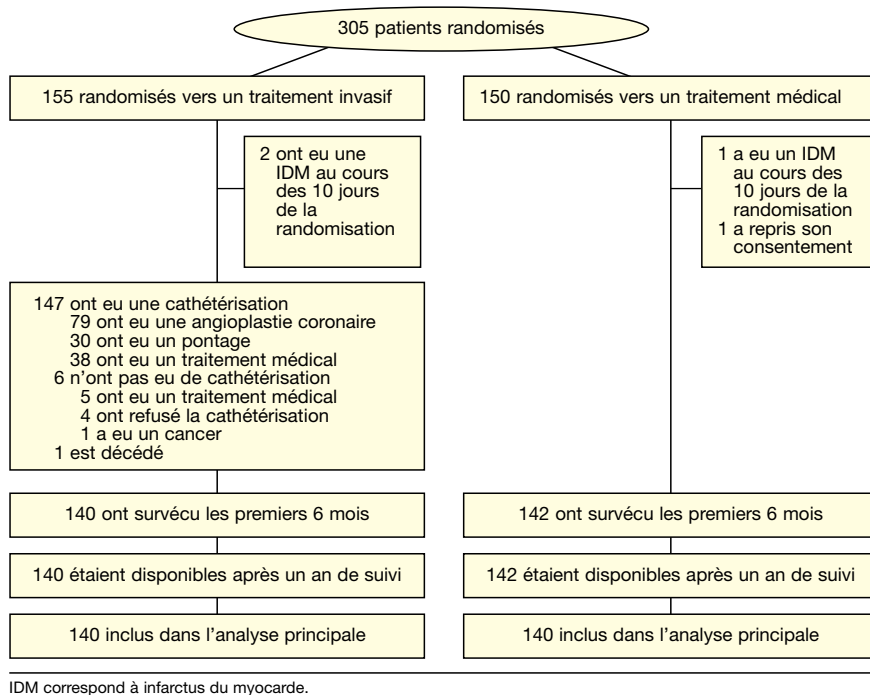 305 patients randomisés
155 randomisés vers un traitement invasif
150 randomisés vers un traitement médical
2 ont eu une
IDM au cours
des 10 jours
de la
randomisation
1 a eu un IDM
au cours des
10 jours de la
randomisation
1 a repris son
consentement
147 ont eu une cathétérisation
79 ont eu une angioplastie coronaire
30 ont eu un pontage
38 ont eu un traitement médical
6 n'ont pas eu de cathétérisation
5 ont eu un traitement médical
4 ont refusé la cathétérisation
1 a eu un cancer
1 est décédé
140 ont survécu les premiers 6 mois
142 ont survécu les premiers 6 mois
140 étaient disponibles après un an de suivi
142 étaient disponibles après un an de suivi
140 inclus dans l'analyse principale
140 inclus dans l'analyse principale
IDM correspond à infarctus du myocarde.